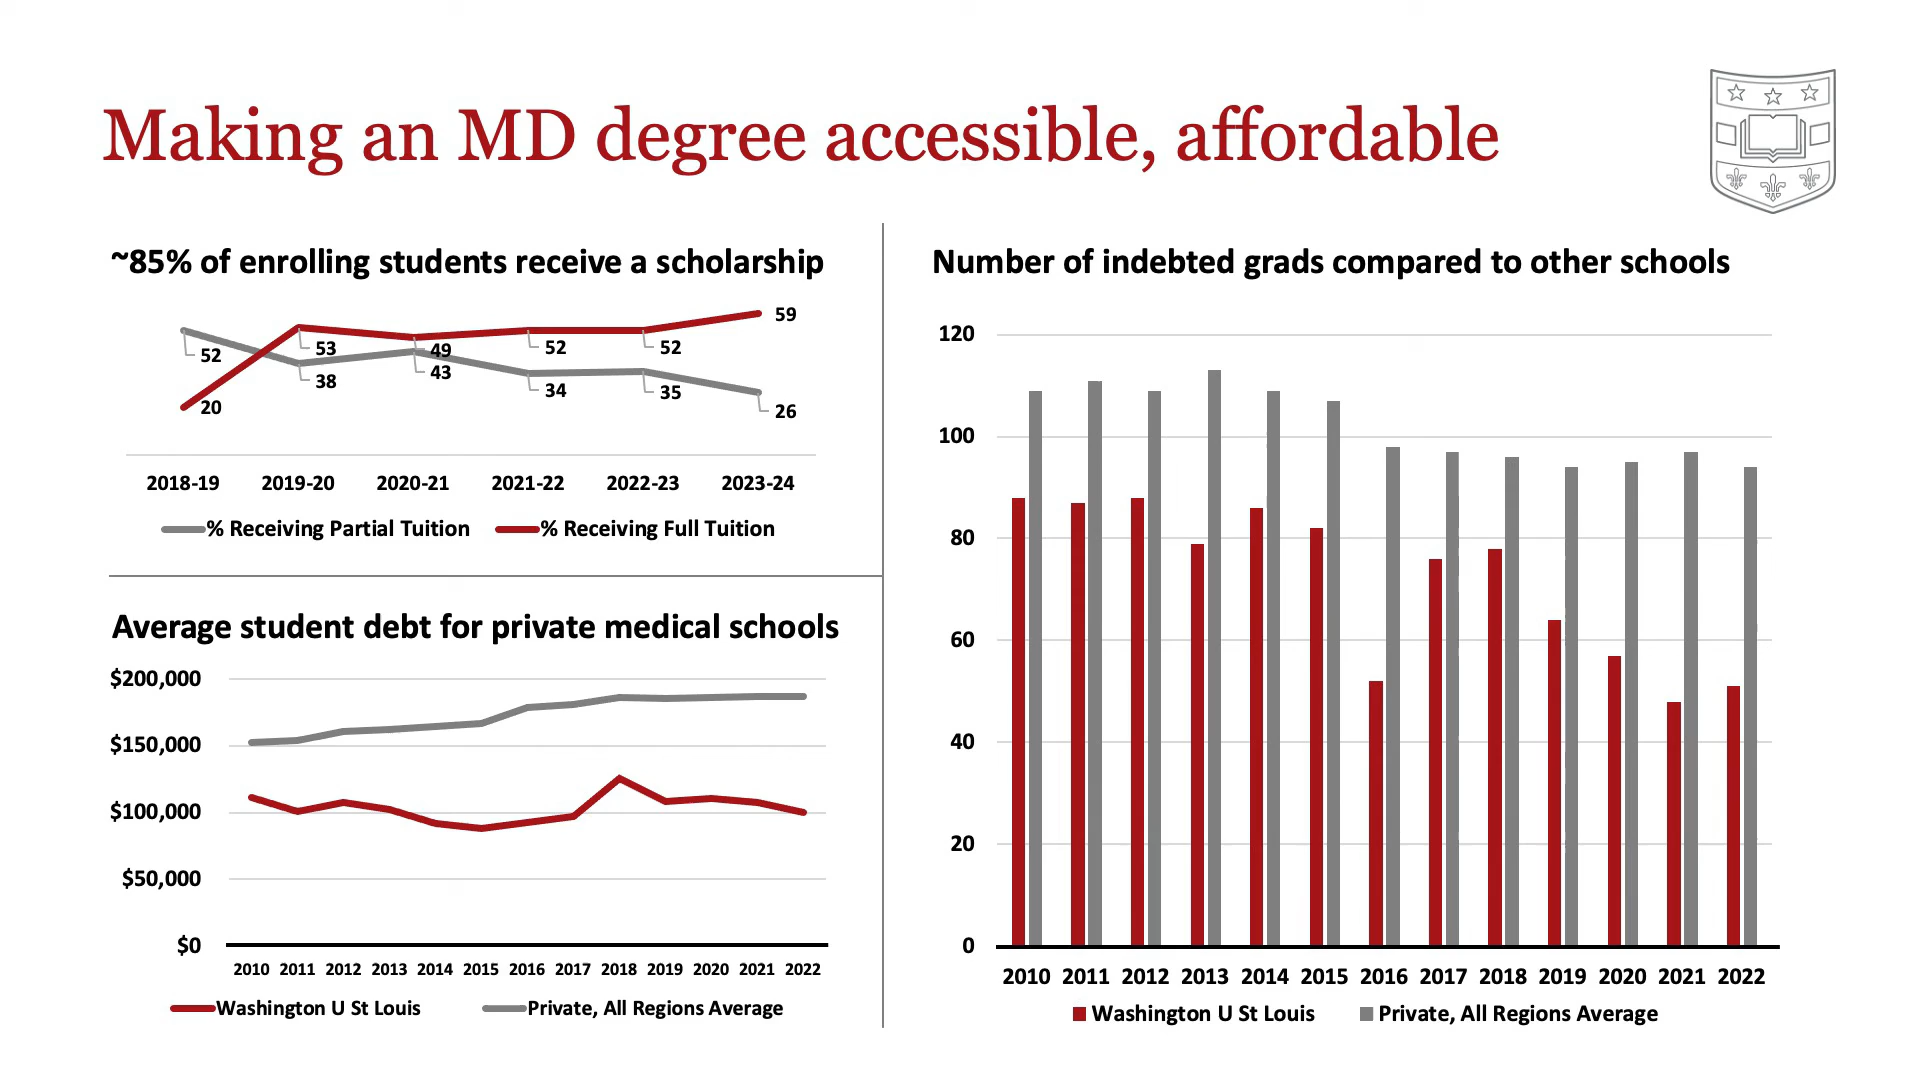 Making an MD degree accessible, affordable
~85% of enrolling students receive a scholarship
59
52
53
49
52
52
38
43
34
35
20
26
2018-19 2019-20 2020-21 2021-22 2022-23 2023-24
% Receiving Partial Tuition % Receiving Full Tuition
Average student debt for private medical schools
$200,000
$150,000
$100,000
$50,000
$0
2010 2011 2012 2013 2014 2015 2016 2017 2018 2019 2020 2021 2022
Washington U St Louis Private, All Regions Average
Number of indebted grads compared to other schools
120
100
80
60
40
20
0
2010 2011 2012 2013 2014 2015 2016 2017 2018 2019 2020 2021 2022
Washington U St Louis Private, All Regions Average